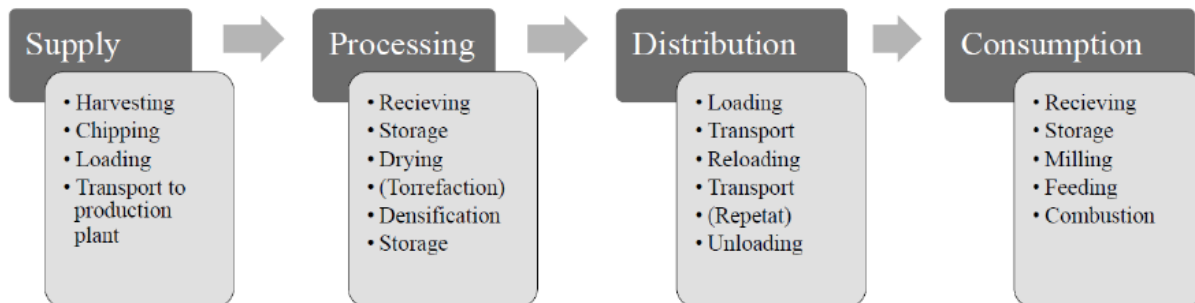 Supply
• Harvesting
• Chipping
• Loading
• Transport to
production
plant
Processing
• Recieving
• Storage
• Drying
• (Torrefaction)
• Densification
• Storage
Distribution
• Loading
• Transport
• Reloading
• Transport
• (Repetat)
• Unloading
Consumption
• Recieving
• Storage
• Milling
• Feeding
• Combustion